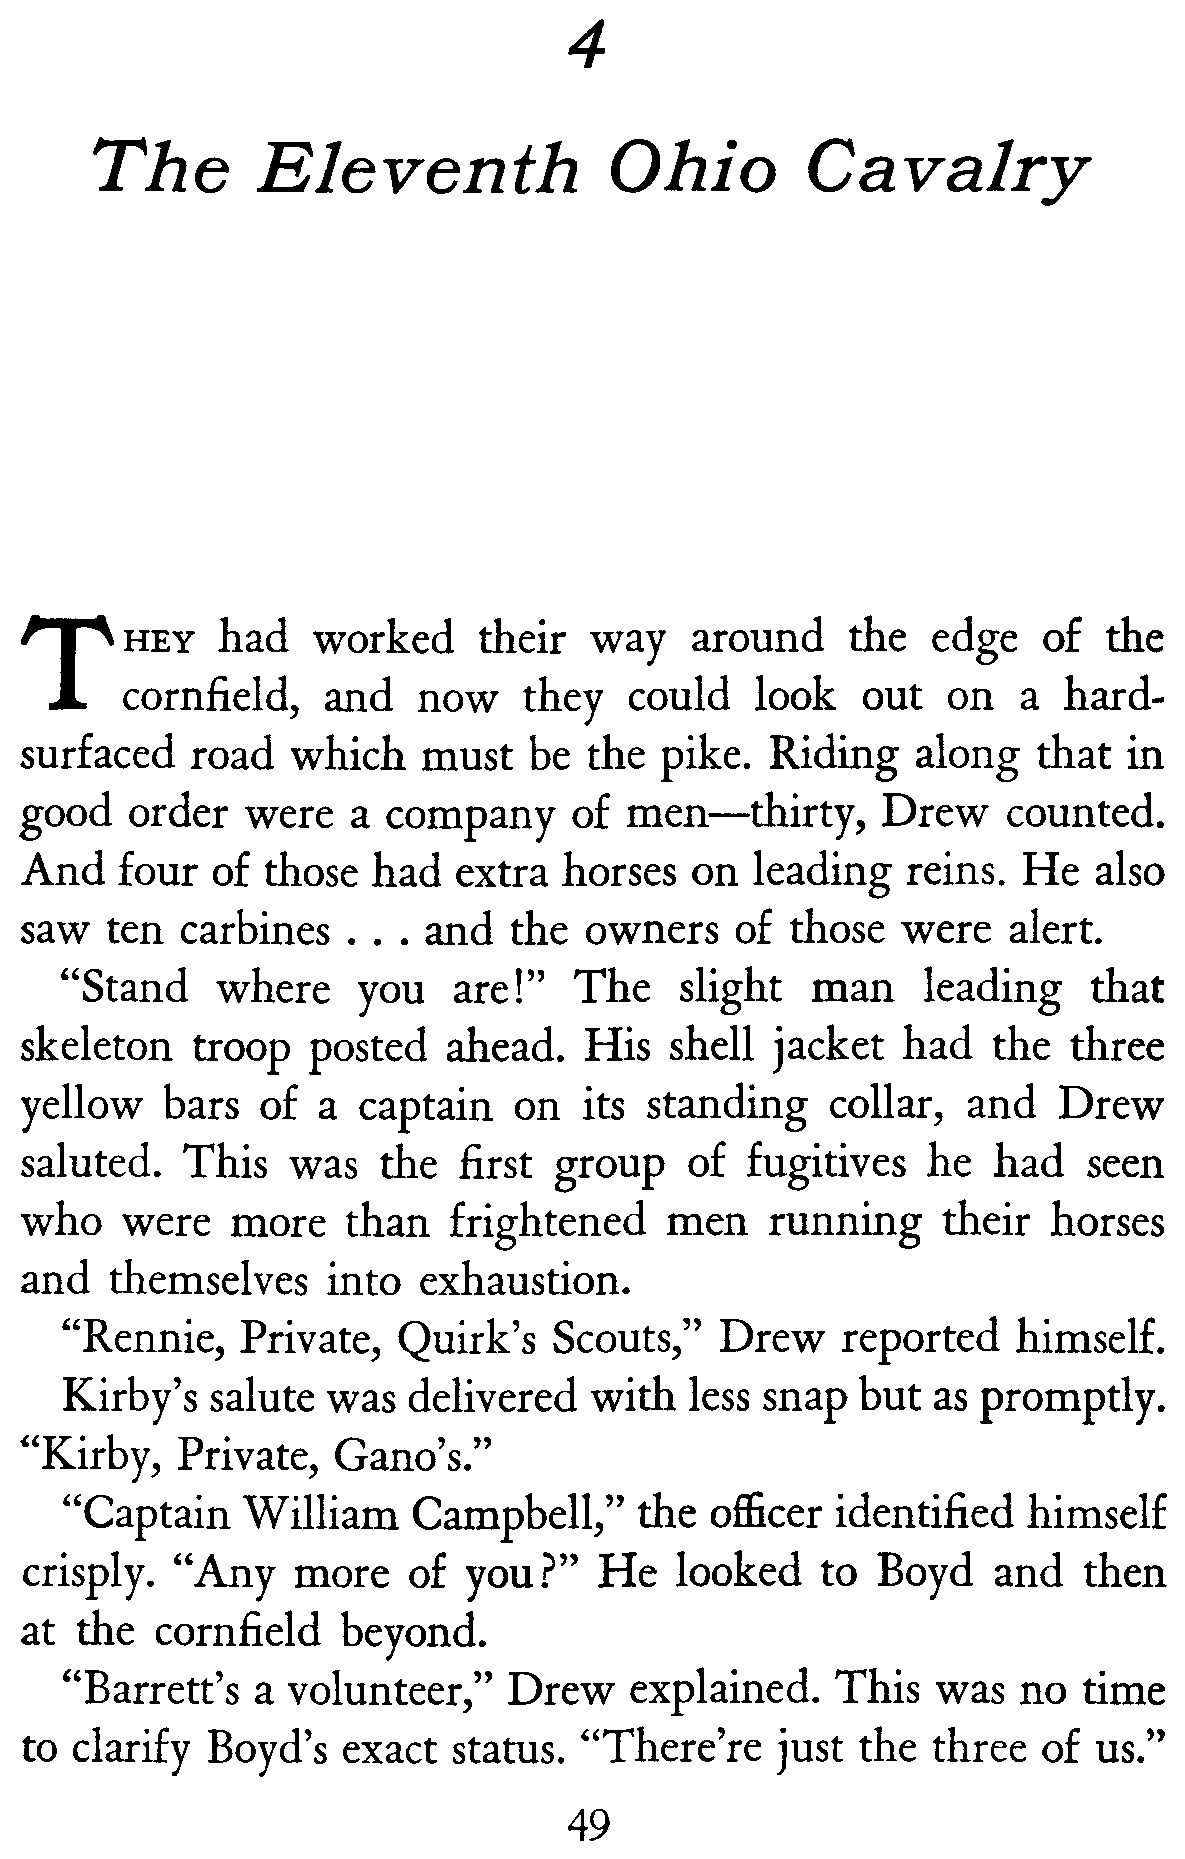 4
The Eleventh Ohio Cavalry
THEY had worked their way around the edge of the
cornfield, and now they could look out on a hard-
surfaced road which must be the pike. Riding along that in
good order were a company of men—thirty, Drew counted.
And four of those had extra horses on leading reins. He also
saw ten carbines . . . and the owners of those were alert.
“Stand where you are!” The slight man leading that
skeleton troop posted ahead. His shell jacket had the three
yellow bars of a captain on its standing collar, and Drew
saluted. This was the first group of fugitives he had seen
who were more than frightened men running their horses
and themselves into exhaustion.
“Rennie, Private, Quirk’s Scouts,” Drew reported himself.
Kirby’s salute was delivered with less snap but as promptly.
“Kirby, Private, Gano’s.”
“Captain William Campbell,” the officer identified himself
crisply. “Any more of you?” He looked to Boyd and then
at the cornfield beyond.
“Barrett’s a volunteer,” Drew explained. This was no time
to clarify Boyd’s exact status. “There’re just the three of us.”
49